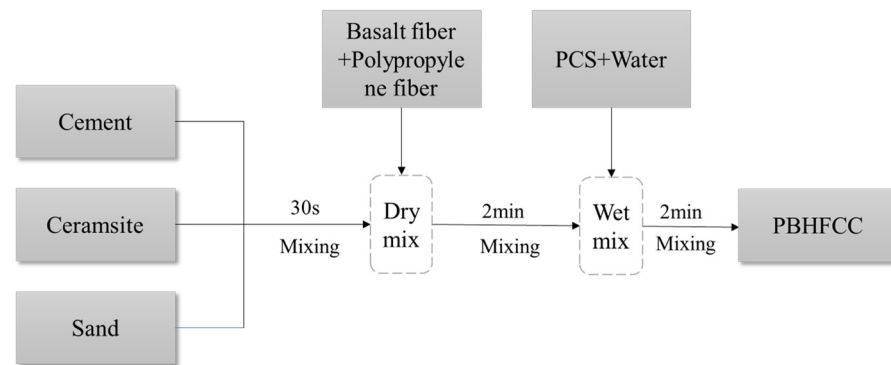 Basalt fiber
+Polypropyle
ne fiber
PCS+Water
Cement
Ceramsite
Sand
30s
Mixing
Dry
mix
2min
Mixing
Wet
mix
2min
Mixing
PBHFCC